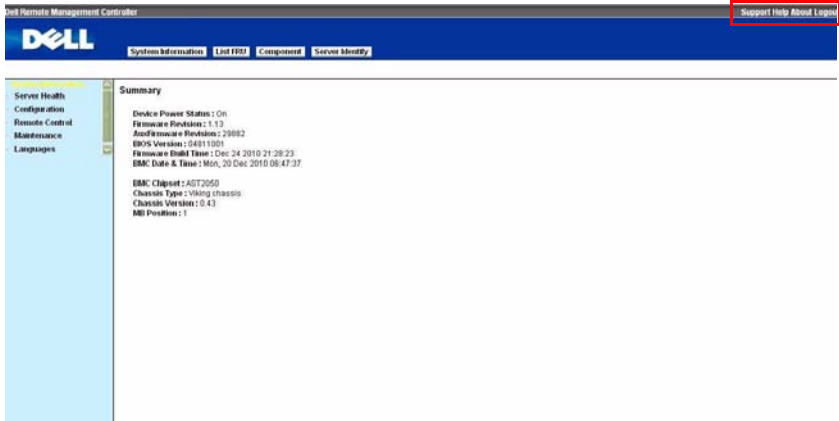 Dell Remote Management Controller
Support Help About Logout
DELL
System Information List FRU Component Server Identify
Server Health
Configuration
Remote Control
Maintenance
Languages
Summary
Device Power Status : On
Firmware Revision : 1.13
AuxFirmware Revision : 29882
BIOS Version : 04011001
Firmware Build Time : Dec 24 2010 21:28:23
BMC Date & Time : Mon, 20 Dec 2010 06:47:37
BMC Chipset : AST2050
Chassis Type : Viking chassis
Chassis Version : 0.43
MB Position : 1